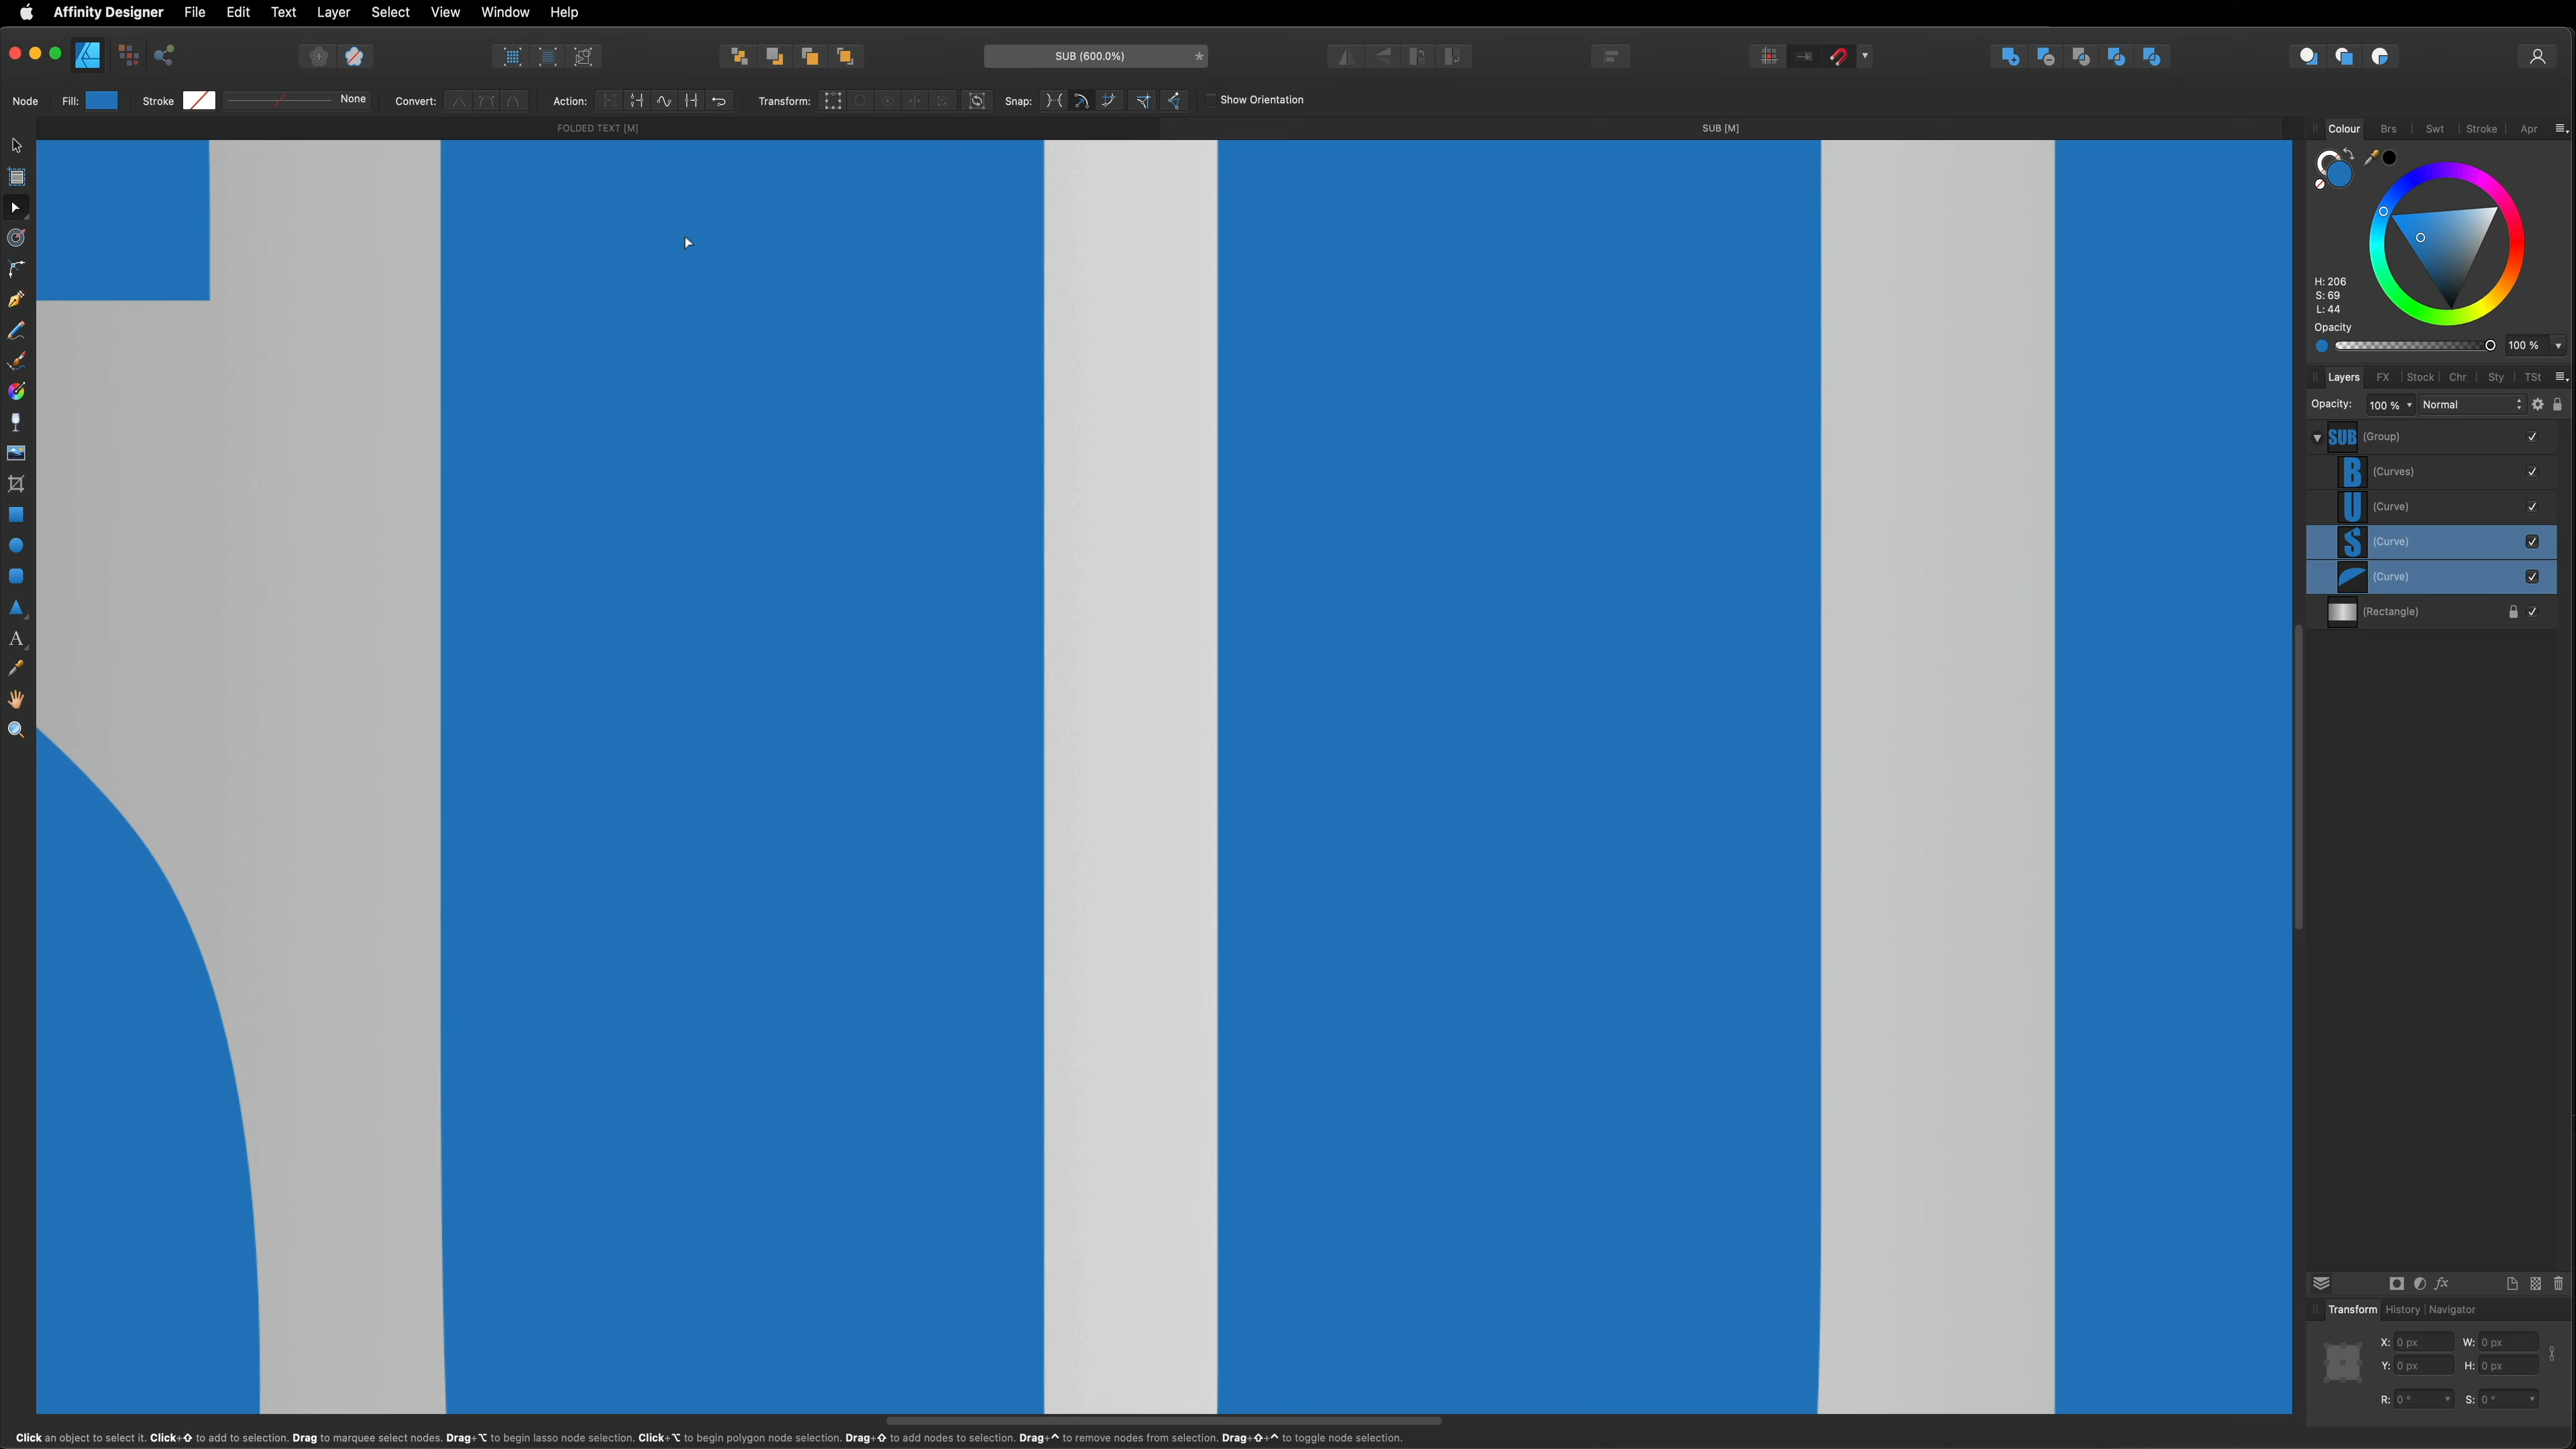 Affinity Designer File Edit Text Layer Select View Window Help
SUB (600.0%) *
Node Fill: Stroke None Convert: Action: Transform: Snap: Show Orientation
FOLDED TEXT [M] SUB [M]
Colour Brs Swt Stroke Apr
H: 206
S: 69
L: 44
Opacity
100 %
Layers FX Stock Chr Sty TSt
Opacity: 100 % Normal
SUB (Group)
B (Curves)
U (Curve)
S (Curve)
(Curve)
(Rectangle)
fx
Transform History Navigator
X: 0 px W: 0 px
Y: 0 px H: 0 px
R: 0 ° S: 0 °
Click an object to select it. Click+⇧ to add to selection. Drag to marquee select nodes. Drag+⌥ to begin lasso node selection. Click+⌥ to begin polygon node selection. Drag+⇧ to add nodes to selection. Drag+⌃ to remove nodes from selection. Drag+⇧+⌃ to toggle node selection.